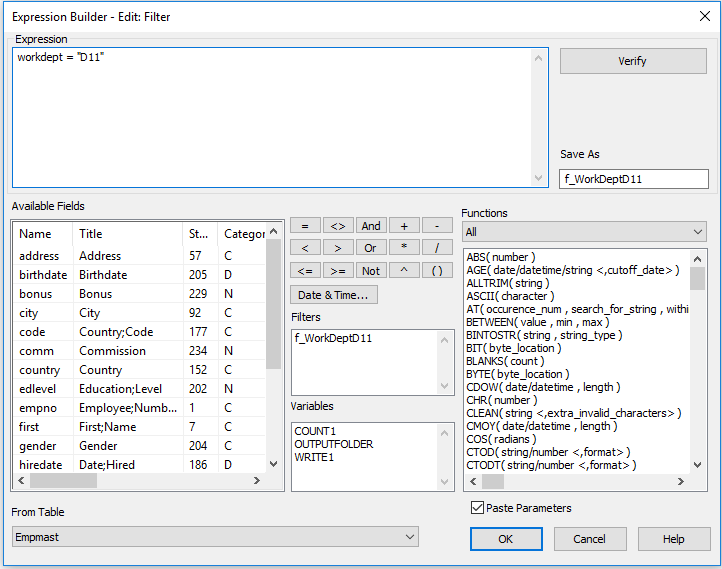 Expression Builder - Edit: Filter
Expression
workdept = "D11"
Verify
Save As
f_WorkDeptD11
Available Fields
Name Title St... Categor
address Address 57 C
birthdate Birthdate 205 D
bonus Bonus 229 N
city City 92 C
code Country;Code 177 C
comm Commission 234 N
country Country 152 C
edlevel Education;Level 202 N
empno Employee;Numb... 1 C
first First;Name 7 C
gender Gender 204 C
hiredate Date;Hired 186 D
= <> And + -
< > Or * /
<= >= Not ^ ( )
Date & Time...
Filters
f_WorkDeptD11
Variables
COUNT1
OUTPUTFOLDER
WRITE1
Functions
All
ABS( number )
AGE( date/datetime/string <,cutoff_date> )
ALLTRIM( string )
ASCII( character )
AT( occurence_num , search_for_string , withi
BETWEEN( value , min , max )
BINTOSTR( string , string_type )
BIT( byte_location )
BLANKS( count )
BYTE( byte_location )
CDOW( date/datetime , length )
CHR( number )
CLEAN( string <,extra_invalid_characters> )
CMOY( date/datetime , length )
COS( radians )
CTOD( string/number <,format> )
CTODT( string/number <,format> )
Paste Parameters
From Table
Empmast
OK Cancel Help